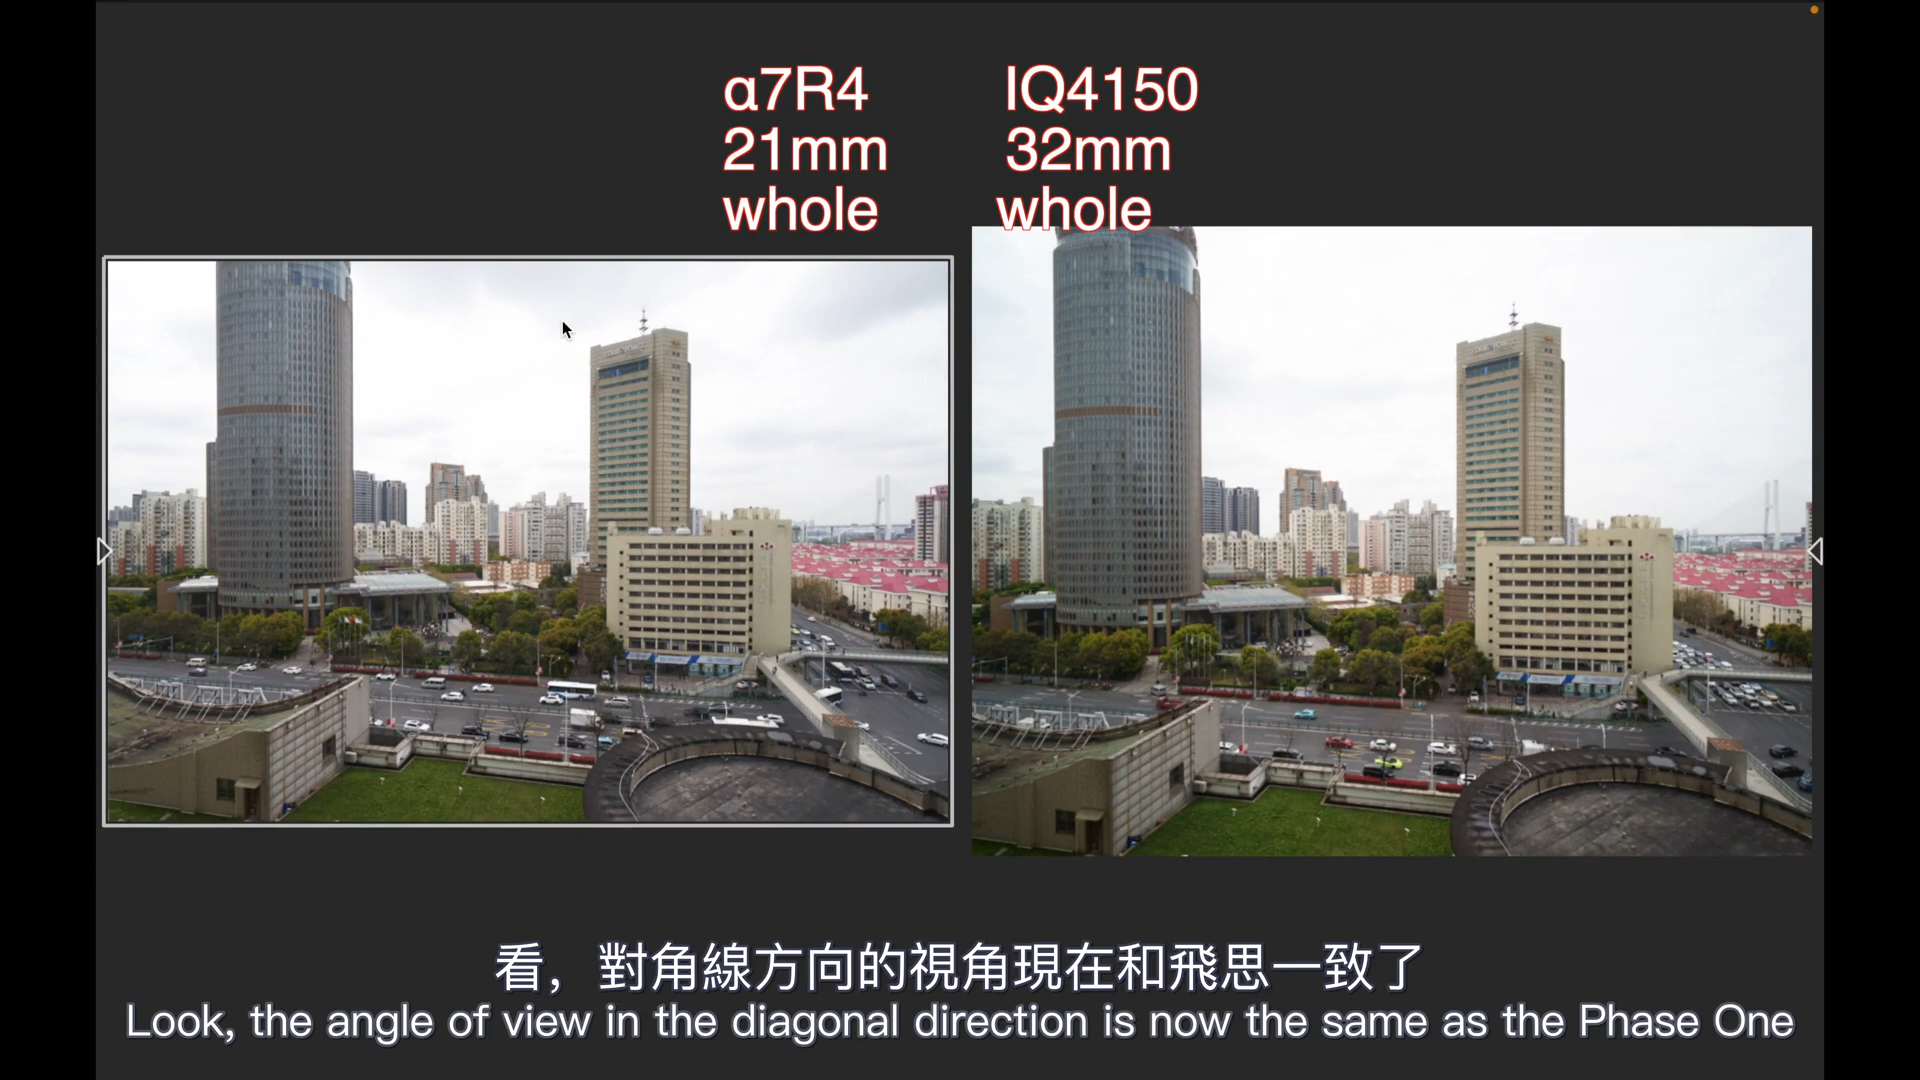 α7R4 IQ4150
21mm 32mm
whole whole
看，對角線方向的視角現在和飛思一致了
Look, the angle of view in the diagonal direction is now the same as the Phase One